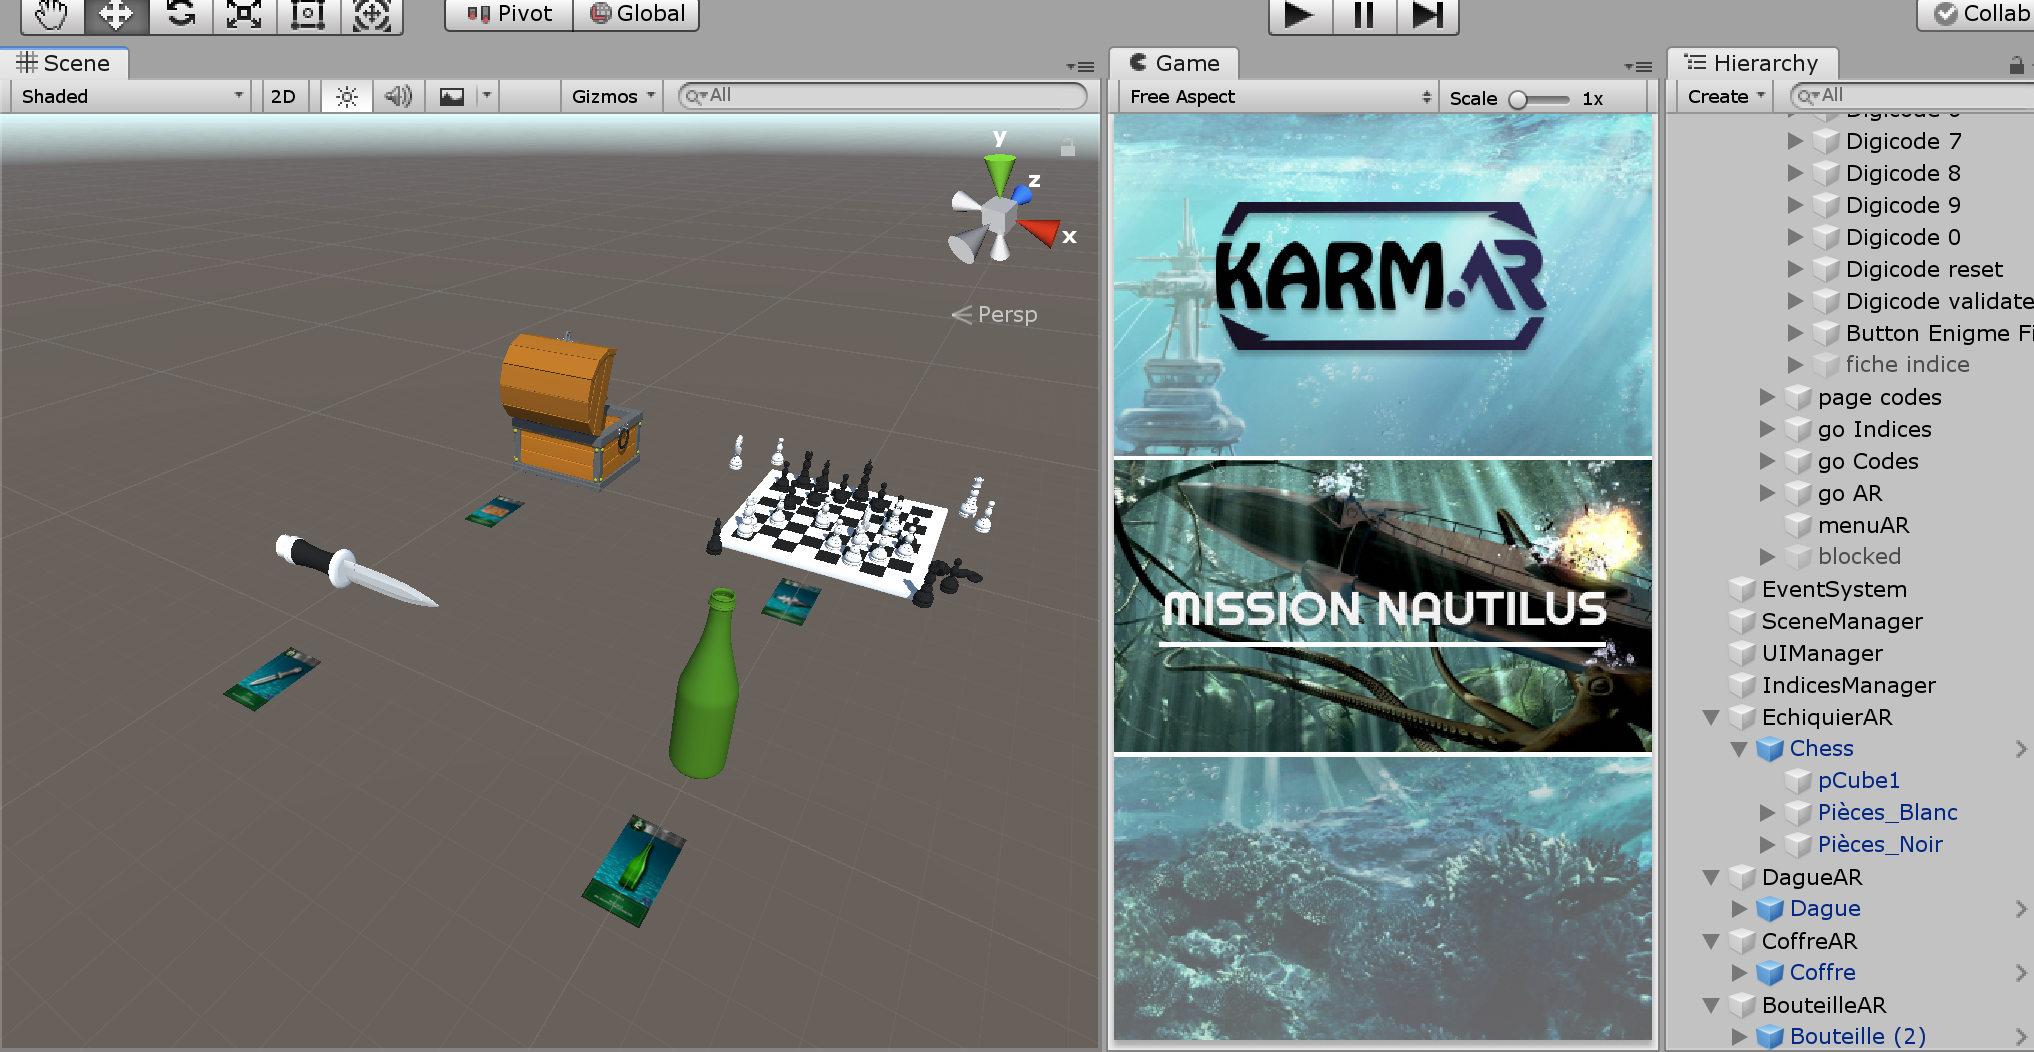 Pivot
Global
Collab
Scene
Shaded
2D
Gizmos
All
y
z
x
Persp
Game
Free Aspect
Scale
1x
KARM.AR
MISSION NAUTILUS
Hierarchy
Create
All
Digicode 7
Digicode 8
Digicode 9
Digicode 0
Digicode reset
Digicode validate
Button Enigme Fi
fiche indice
page codes
go Indices
go Codes
go AR
menuAR
blocked
EventSystem
SceneManager
UIManager
IndicesManager
EchiquierAR
Chess
pCube1
Pièces_Blanc
Pièces_Noir
DagueAR
Dague
CoffreAR
Coffre
BouteilleAR
Bouteille (2)